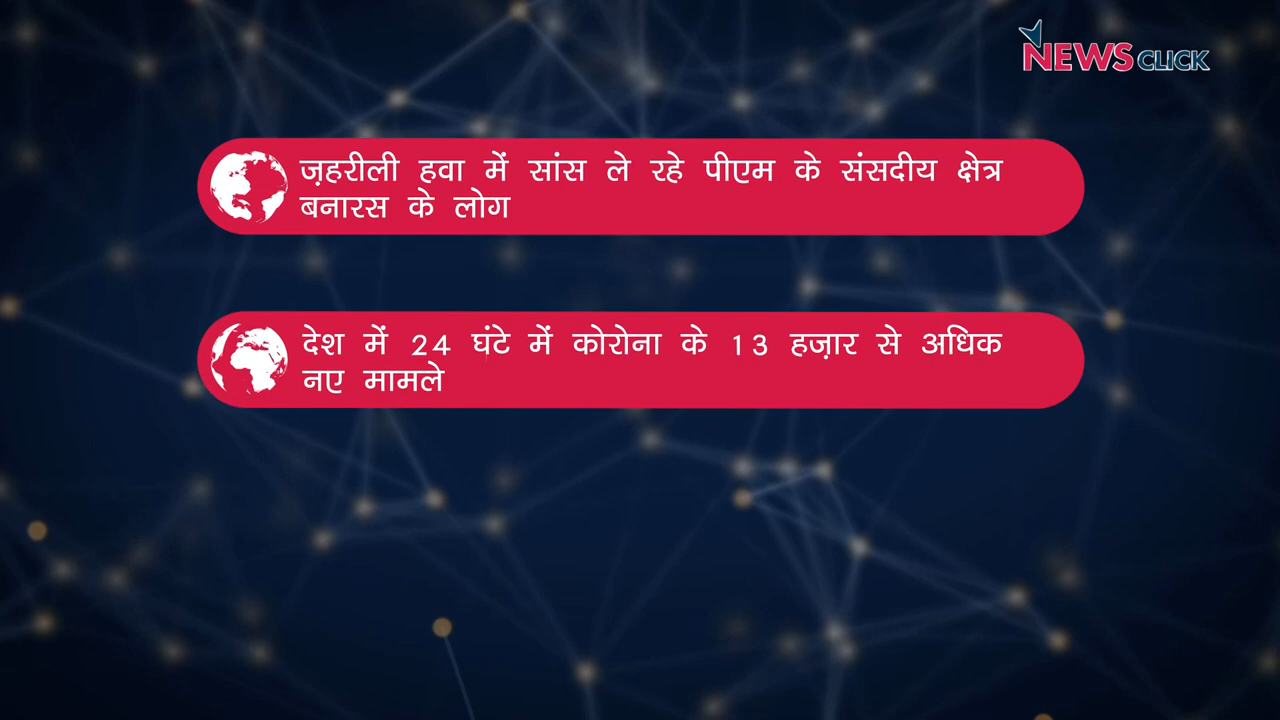 NEWSCLICK
ज़हरीली हवा में सांस ले रहे पीएम के संसदीय क्षेत्र
बनारस के लोग
देश में 24 घंटे में कोरोना के 13 हज़ार से अधिक
नए मामले